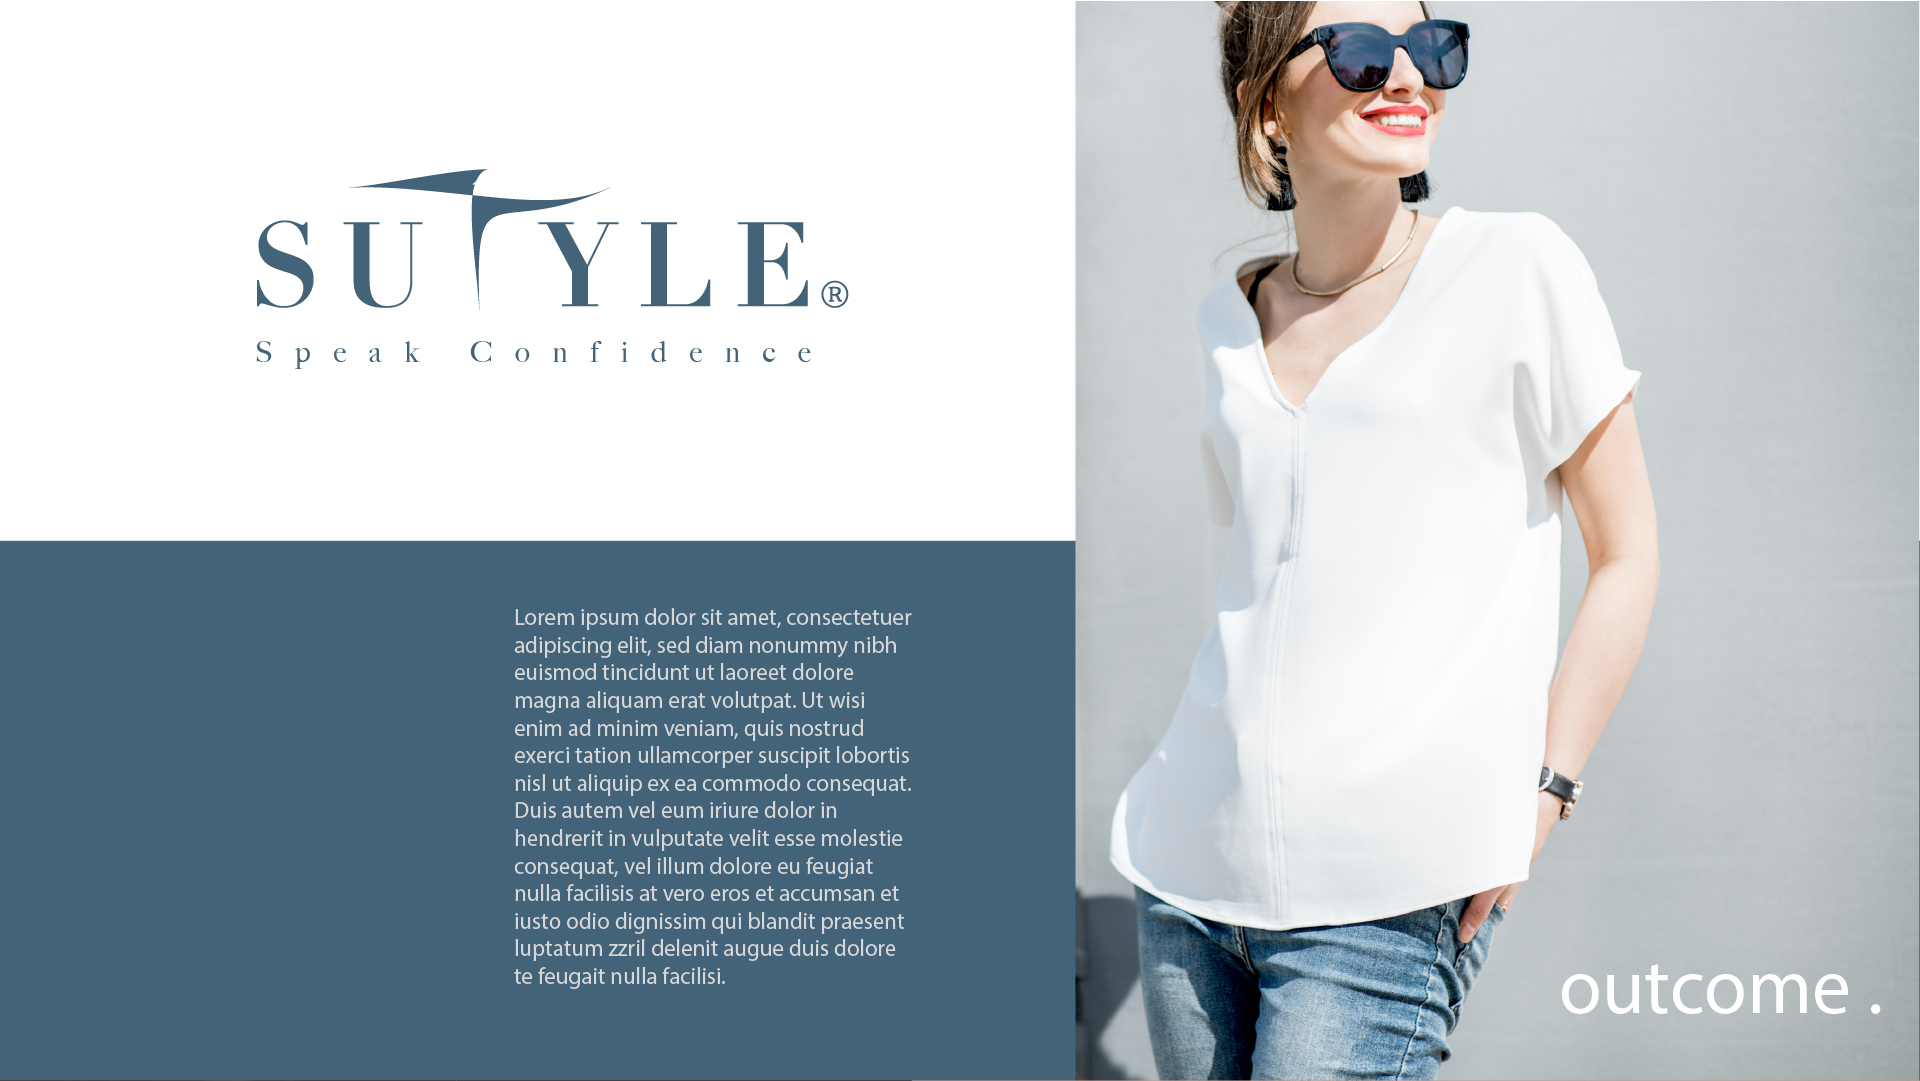 SUTYLE®
Speak Confidence
Lorem ipsum dolor sit amet, consectetuer
adipiscing elit, sed diam nonummy nibh
euismod tincidunt ut laoreet dolore
magna aliquam erat volutpat. Ut wisi
enim ad minim veniam, quis nostrud
exerci tation ullamcorper suscipit lobortis
nisl ut aliquip ex ea commodo consequat.
Duis autem vel eum iriure dolor in
hendrerit in vulputate velit esse molestie
consequat, vel illum dolore eu feugiat
nulla facilisis at vero eros et accumsan et
iusto odio dignissim qui blandit praesent
luptatum zzril delenit augue duis dolore
te feugait nulla facilisi.
outcome .